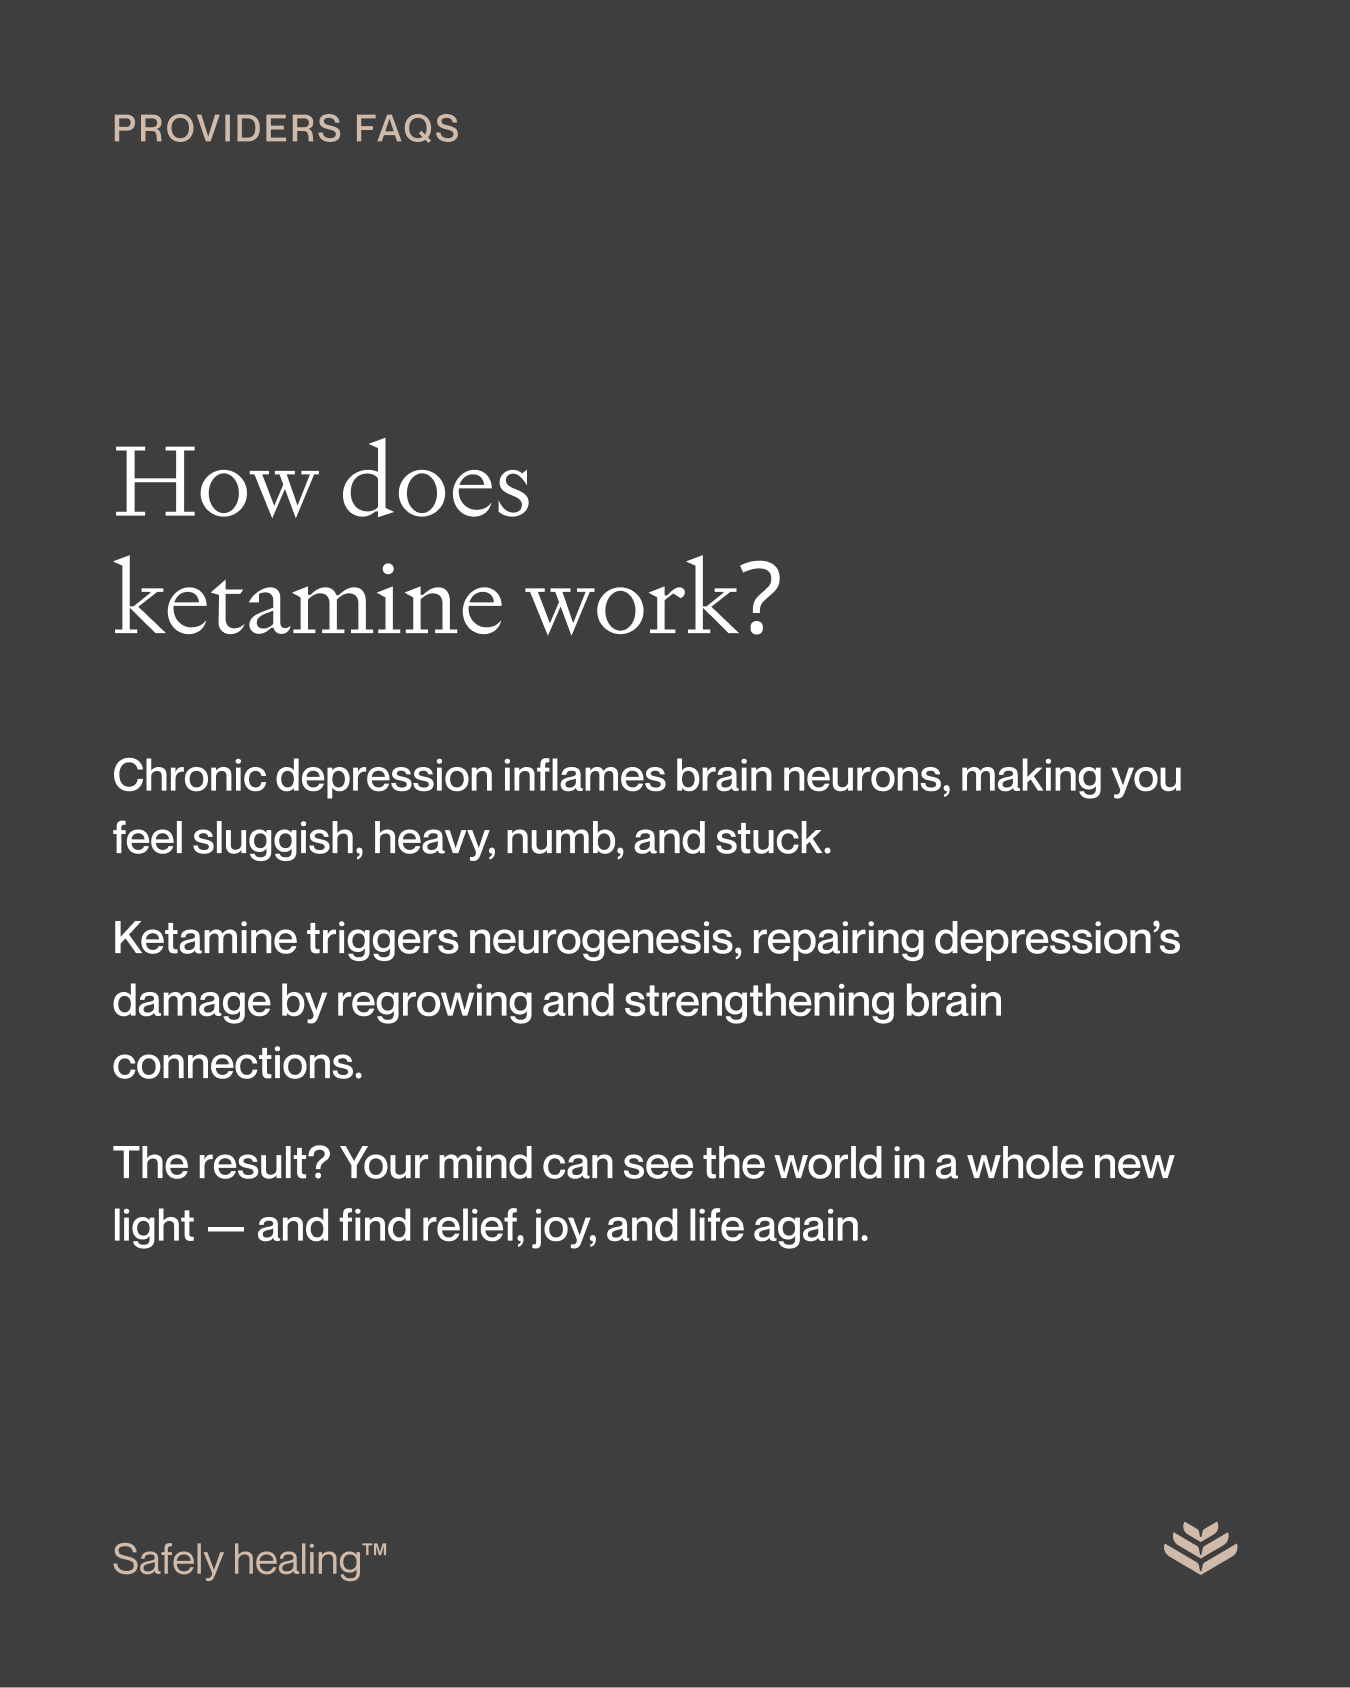 PROVIDERS FAQS
How does
ketamine work?
Chronic depression inflames brain neurons, making you
feel sluggish, heavy, numb, and stuck.
Ketamine triggers neurogenesis, repairing depression’s
damage by regrowing and strengthening brain
connections.
The result? Your mind can see the world in a whole new
light — and find relief, joy, and life again.
Safely healing™